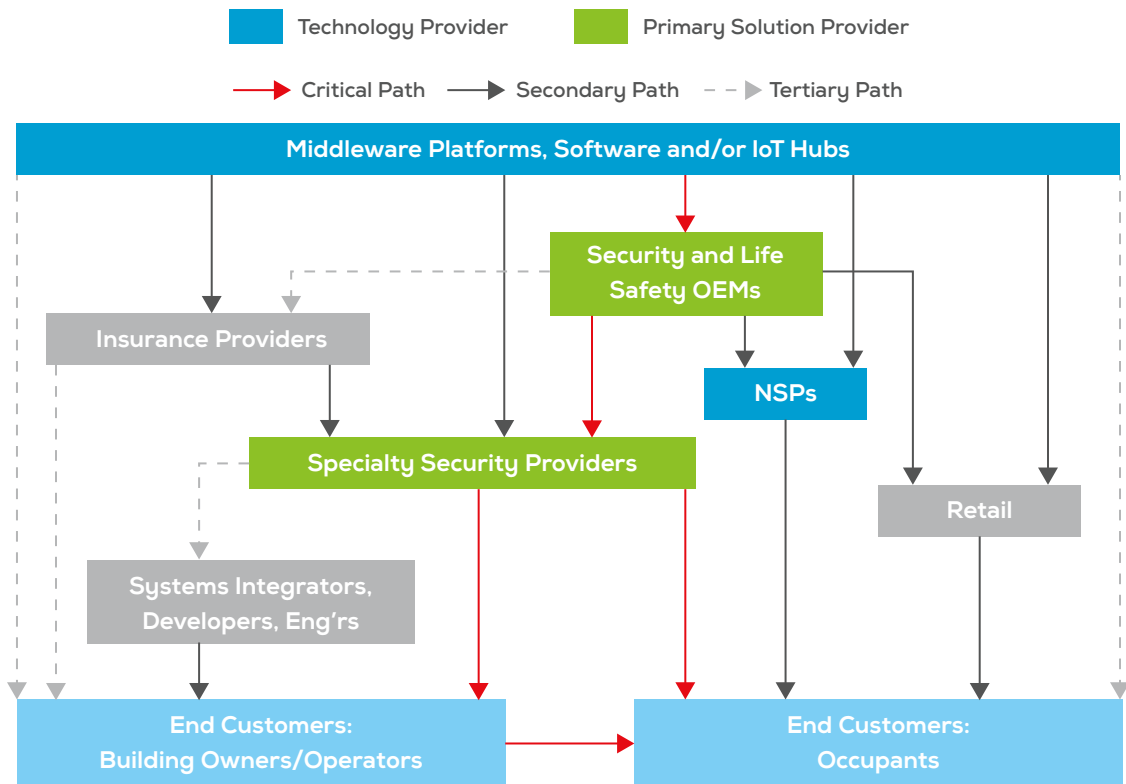 Technology Provider
Primary Solution Provider
Critical Path
Secondary Path
Tertiary Path
Middleware Platforms, Software and/or IoT Hubs
Security and Life
Safety OEMs
Insurance Providers
NSPs
Specialty Security Providers
Retail
Systems Integrators,
Developers, Eng’rs
End Customers:
Building Owners/Operators
End Customers:
Occupants